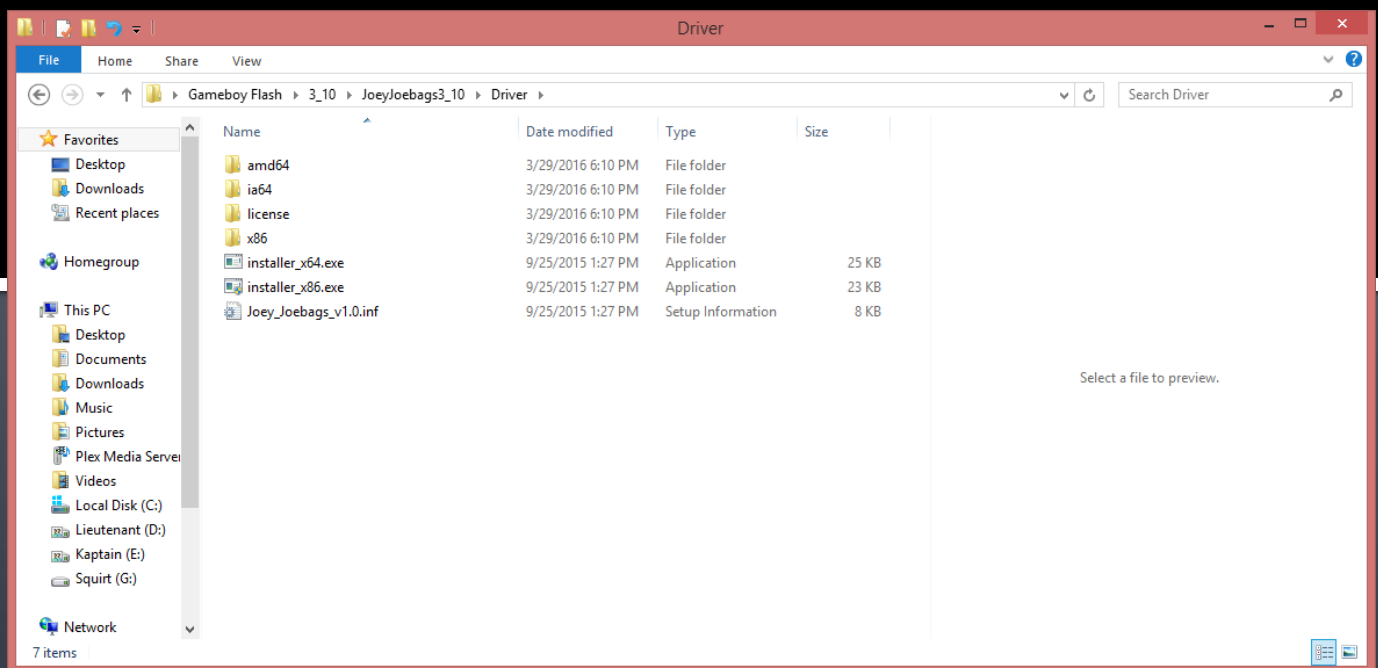 Driver
File Home Share View
Gameboy Flash 3_10 JoeyJoebags3_10 Driver Search Driver
Name Date modified Type Size
Favorites
Desktop
Downloads
Recent places
Homegroup
This PC
Desktop
Documents
Downloads
Music
Pictures
Plex Media Server
Videos
Local Disk (C:)
Lieutenant (D:)
Kaptain (E:)
Squirt (G:)
Network
amd64 3/29/2016 6:10 PM File folder
ia64 3/29/2016 6:10 PM File folder
license 3/29/2016 6:10 PM File folder
x86 3/29/2016 6:10 PM File folder
installer_x64.exe 9/25/2015 1:27 PM Application 25 KB
installer_x86.exe 9/25/2015 1:27 PM Application 23 KB
Joey_Joebags_v1.0.inf 9/25/2015 1:27 PM Setup Information 8 KB
Select a file to preview.
7 items